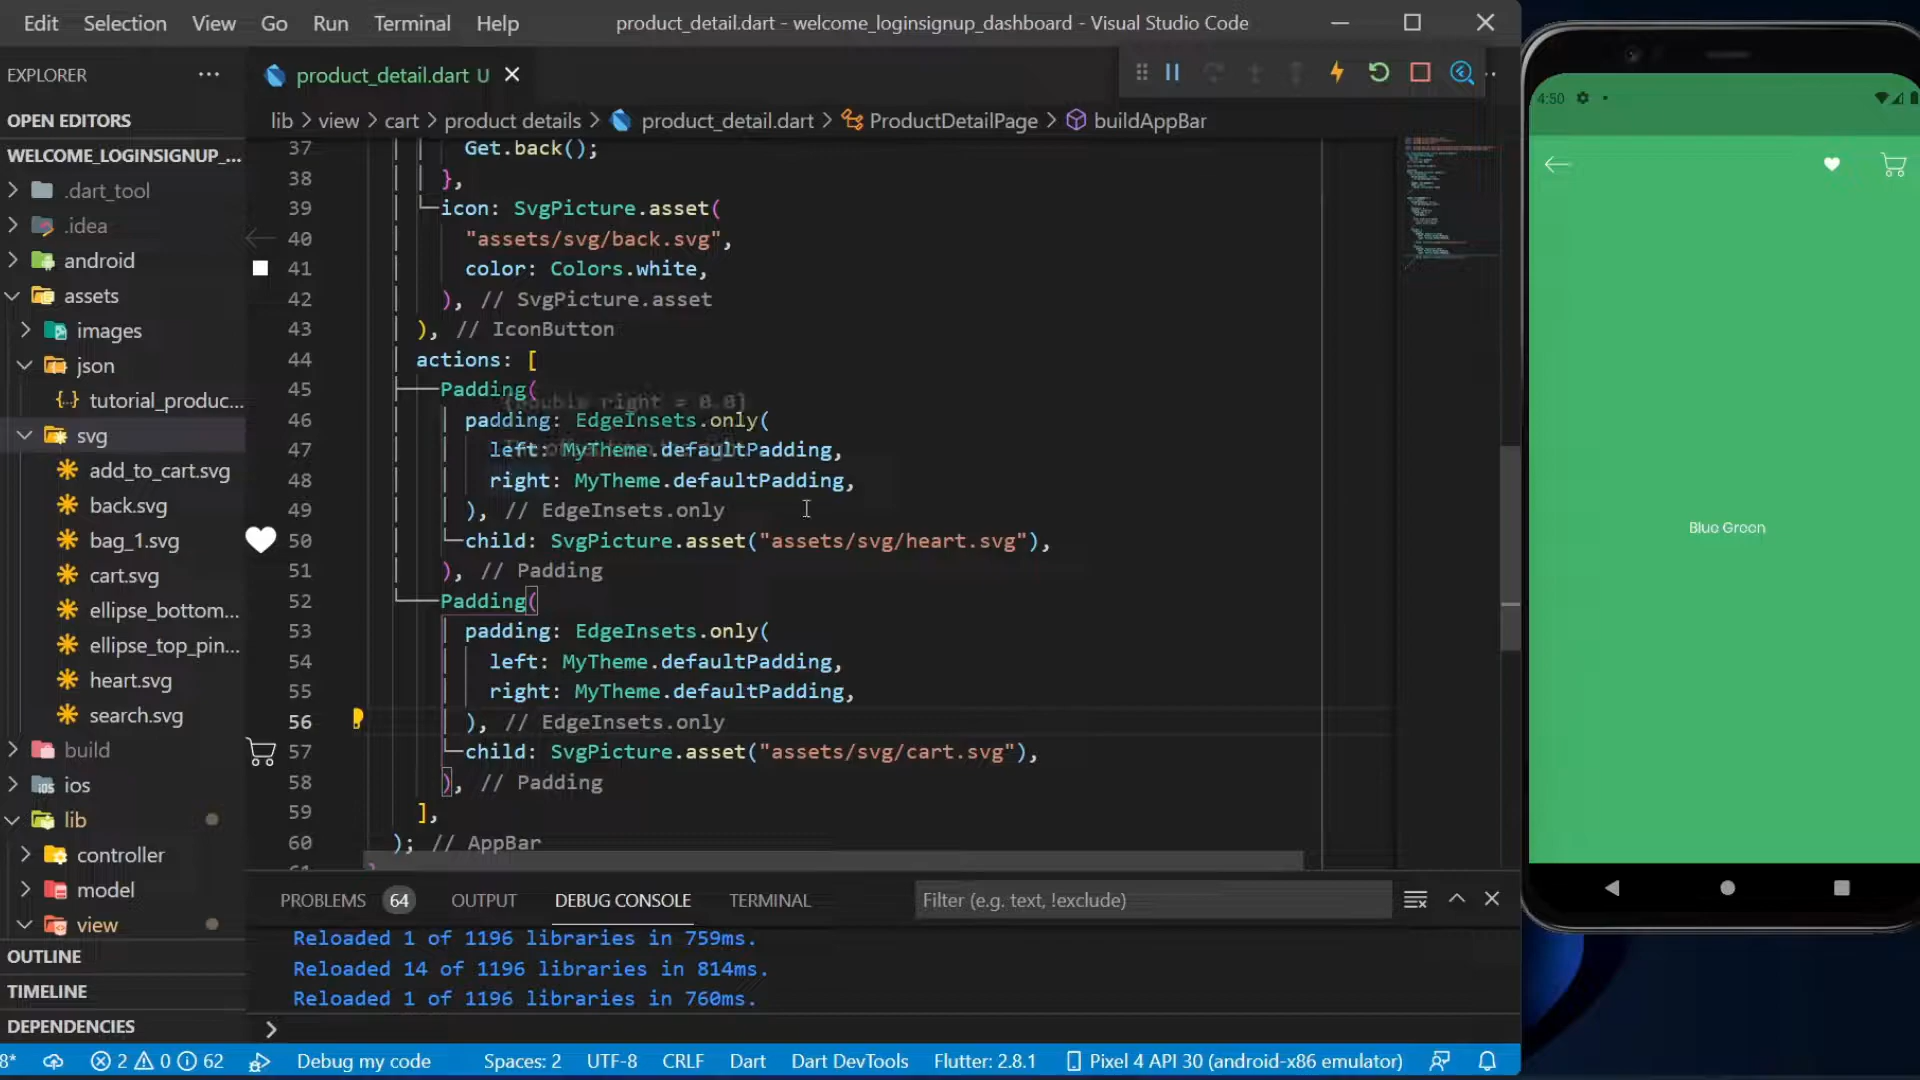 Edit Selection View Go Run Terminal Help product_detail.dart - welcome_loginsignup_dashboard - Visual Studio Code
EXPLORER
product_detail.dart U
OPEN EDITORS
lib > view > cart > product details > product_detail.dart > ProductDetailPage > buildAppBar
WELCOME_LOGINSIGNUP_...
.dart_tool
.idea
android
assets
images
json
tutorial_produc...
svg
add_to_cart.svg
back.svg
bag_1.svg
cart.svg
ellipse_bottom...
ellipse_top_pin...
heart.svg
search.svg
build
ios
lib
controller
model
view
OUTLINE
TIMELINE
DEPENDENCIES
37 Get.back();
38 },
39 icon: SvgPicture.asset(
40 "assets/svg/back.svg",
41 color: Colors.white,
42 ), // SvgPicture.asset
43 ), // IconButton
44 actions: [
45 Padding(
{double right = 0.0}
46 padding: EdgeInsets.only(
47 left: MyTheme.defaultPadding,
48 right: MyTheme.defaultPadding,
49 ), // EdgeInsets.only
50 child: SvgPicture.asset("assets/svg/heart.svg"),
51 ), // Padding
52 Padding(
53 padding: EdgeInsets.only(
54 left: MyTheme.defaultPadding,
55 right: MyTheme.defaultPadding,
56 ), // EdgeInsets.only
57 child: SvgPicture.asset("assets/svg/cart.svg"),
58 ), // Padding
59 ],
60 ); // AppBar
PROBLEMS 64 OUTPUT DEBUG CONSOLE TERMINAL Filter (e.g. text, !exclude)
Reloaded 1 of 1196 libraries in 759ms.
Reloaded 14 of 1196 libraries in 814ms.
Reloaded 1 of 1196 libraries in 760ms.
8* 2 0 62 Debug my code Spaces: 2 UTF-8 CRLF Dart Dart DevTools Flutter: 2.8.1 Pixel 4 API 30 (android-x86 emulator)
4:50
Blue Green